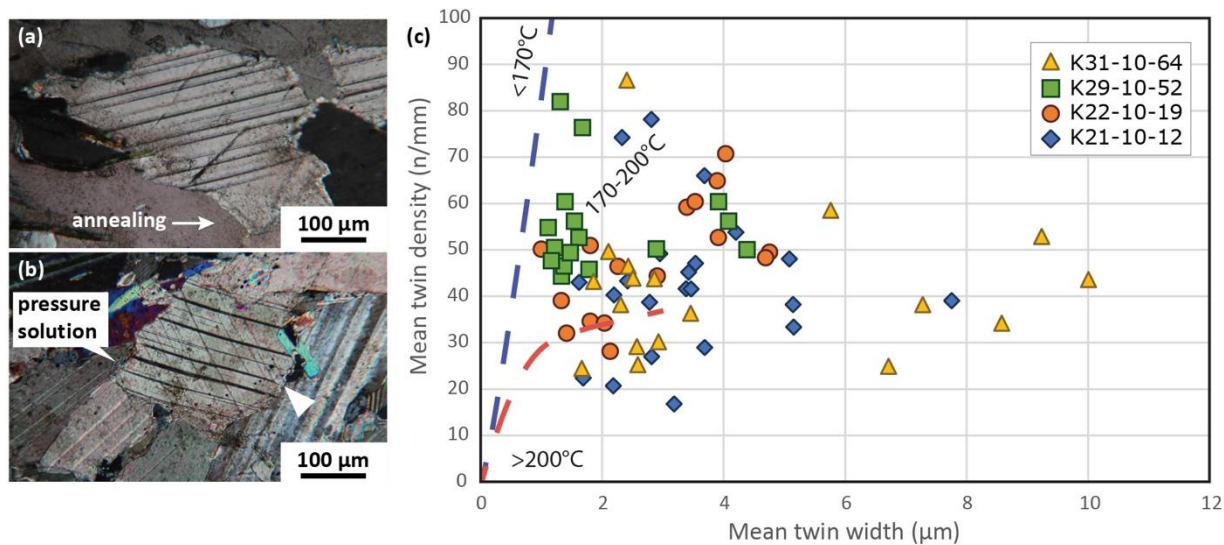 (a)
annealing
100 µm
(b)
pressure
solution
100 µm
(c)
Mean twin density (n/mm)
100
90
80
70
60
50
40
30
20
10
0
<170°C
170-200°C
>200°C
K31-10-64
K29-10-52
K22-10-19
K21-10-12
0 2 4 6 8 10 12
Mean twin width (µm)